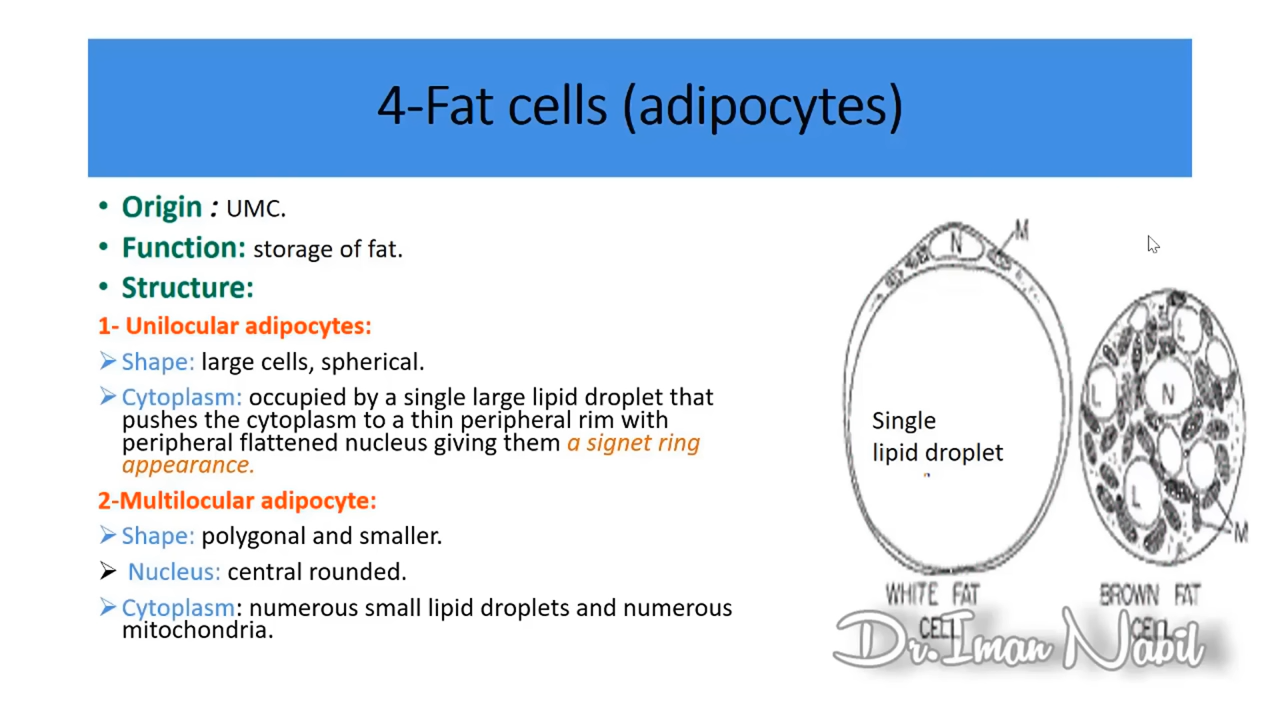 4-Fat cells (adipocytes)
• Origin : UMC.
• Function: storage of fat.
• Structure:
1- Unilocular adipocytes:
➢ Shape: large cells, spherical.
➢ Cytoplasm: occupied by a single large lipid droplet that
pushes the cytoplasm to a thin peripheral rim with
peripheral flattened nucleus giving them a signet ring
appearance.
2-Multilocular adipocyte:
➢ Shape: polygonal and smaller.
➢ Nucleus: central rounded.
➢ Cytoplasm: numerous small lipid droplets and numerous
mitochondria.
N
M
Single
lipid droplet
WHITE FAT
CELL
L
L
N
L
M
BROWN FAT
CELL
Dr.Iman Nabil